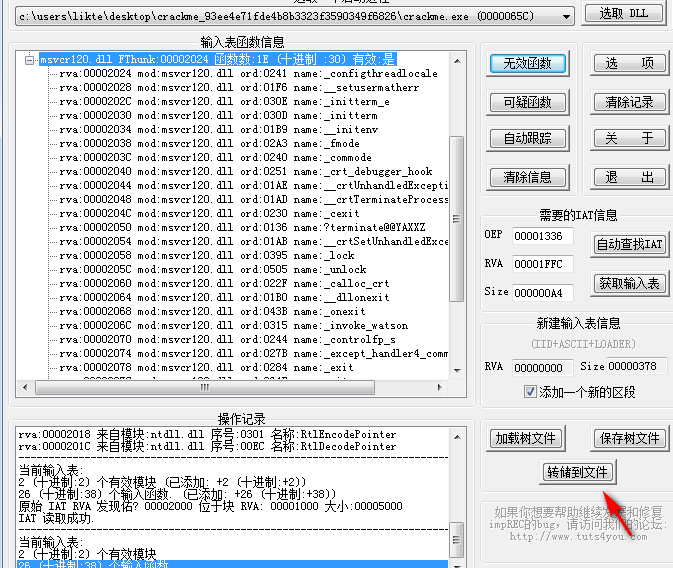 c:\users\likte\desktop\crackme_93ee4e71fde4b8b3323f3590349f6826\crackme.exe (0000065C)
选取 DLL
输入表函数信息
msvcr120.dll FThunk:00002024 函数数:1E (十进制 :30) 有效:是
rva:00002024 mod:msvcr120.dll ord:0241 name:_configthreadlocale
rva:00002028 mod:msvcr120.dll ord:01F6 name:__setusermatherr
rva:0000202C mod:msvcr120.dll ord:030E name:_initterm_e
rva:00002030 mod:msvcr120.dll ord:030D name:_initterm
rva:00002034 mod:msvcr120.dll ord:01B9 name:__initenv
rva:00002038 mod:msvcr120.dll ord:02A3 name:_fmode
rva:0000203C mod:msvcr120.dll ord:0240 name:_commode
rva:00002040 mod:msvcr120.dll ord:0251 name:_crt_debugger_hook
rva:00002044 mod:msvcr120.dll ord:01AE name:__crtUnhandledExcepti
rva:00002048 mod:msvcr120.dll ord:01AD name:__crtTerminateProcess
rva:0000204C mod:msvcr120.dll ord:0230 name:_cexit
rva:00002050 mod:msvcr120.dll ord:0136 name:?terminate@@YAXXZ
rva:00002054 mod:msvcr120.dll ord:01AB name:__crtSetUnhandledExce
rva:00002058 mod:msvcr120.dll ord:0395 name:_lock
rva:0000205C mod:msvcr120.dll ord:0505 name:_unlock
rva:00002060 mod:msvcr120.dll ord:022F name:_calloc_crt
rva:00002064 mod:msvcr120.dll ord:01B0 name:__dllonexit
rva:00002068 mod:msvcr120.dll ord:043B name:_onexit
rva:0000206C mod:msvcr120.dll ord:0315 name:_invoke_watson
rva:00002070 mod:msvcr120.dll ord:0244 name:_controlfp_s
rva:00002074 mod:msvcr120.dll ord:027B name:_except_handler4_comm
rva:00002078 mod:msvcr120.dll ord:0284 name:_exit
无效函数
可疑函数
自动跟踪
清除信息
选 项
清除记录
关 于
退 出
需要的IAT信息
OEP 00001336
自动查找IAT
RVA 00001FFC
Size 000000A4
获取输入表
新建输入表信息
(IID+ASCII+LOADER)
RVA 00000000 Size 00000378
添加一个新的区段
操作记录
rva:00002018 来自模块:ntdll.dll 序号:0301 名称:RtlEncodePointer
rva:0000201C 来自模块:ntdll.dll 序号:00EC 名称:RtlDecodePointer
当前输入表:
2 (十进制:2) 个有效模块 (已添加: +2 (十进制:+2))
26 (十进制:38) 个输入函数. (已添加: +26 (十进制:+38))
原始 IAT RVA 发现佑? 00002000 位于块 RVA: 00001000 大小:00005000
IAT 读取成功.
当前输入表:
2 (十进制:2) 个有效模块
26 (十进制:38) 个输入函数
加载树文件
保存树文件
转储到文件
如果你想要帮助继续 和修复
impREC的bug，请访问我们的论坛:
http://www.tuts4you.com